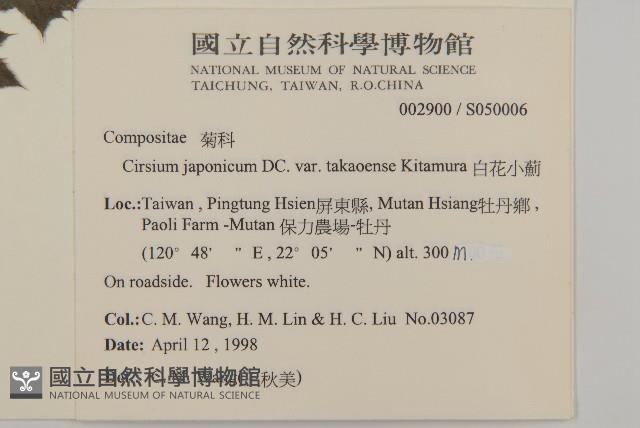 國立自然科學博物館
NATIONAL MUSEUM OF NATURAL SCIENCE
TAICHUNG, TAIWAN, R.O.CHINA
002900 / S050006
Compositae 菊科
Cirsium japonicum DC. var. takaoense Kitamura 白花小薊
Loc.:Taiwan , Pingtung Hsien屏東縣, Mutan Hsiang牡丹鄉 ,
Paoli Farm -Mutan 保力農場-牡丹
(120° 48' " E , 22° 05' " N) alt. 300 m.
On roadside. Flowers white.
Col.:C. M. Wang, H. M. Lin & H. C. Liu No.03087
Date: April 12 , 1998
秋美)
國立自然科學博物館
NATIONAL MUSEUM OF NATURAL SCIENCE